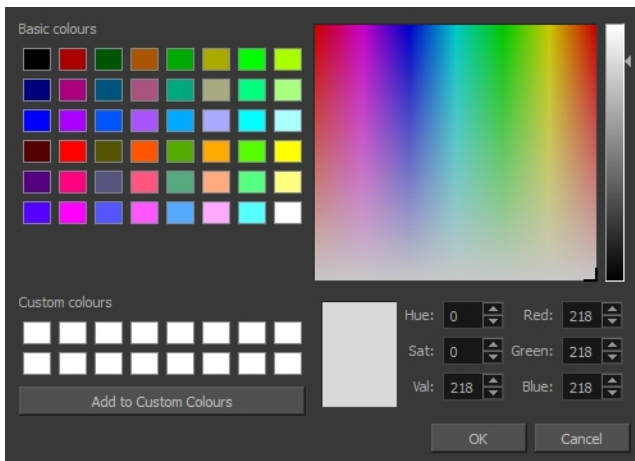 Basic colours
Custom colours
Add to Custom Colours
Hue: 0 Red: 218
Sat: 0 Green: 218
Val: 218 Blue: 218
OK Cancel